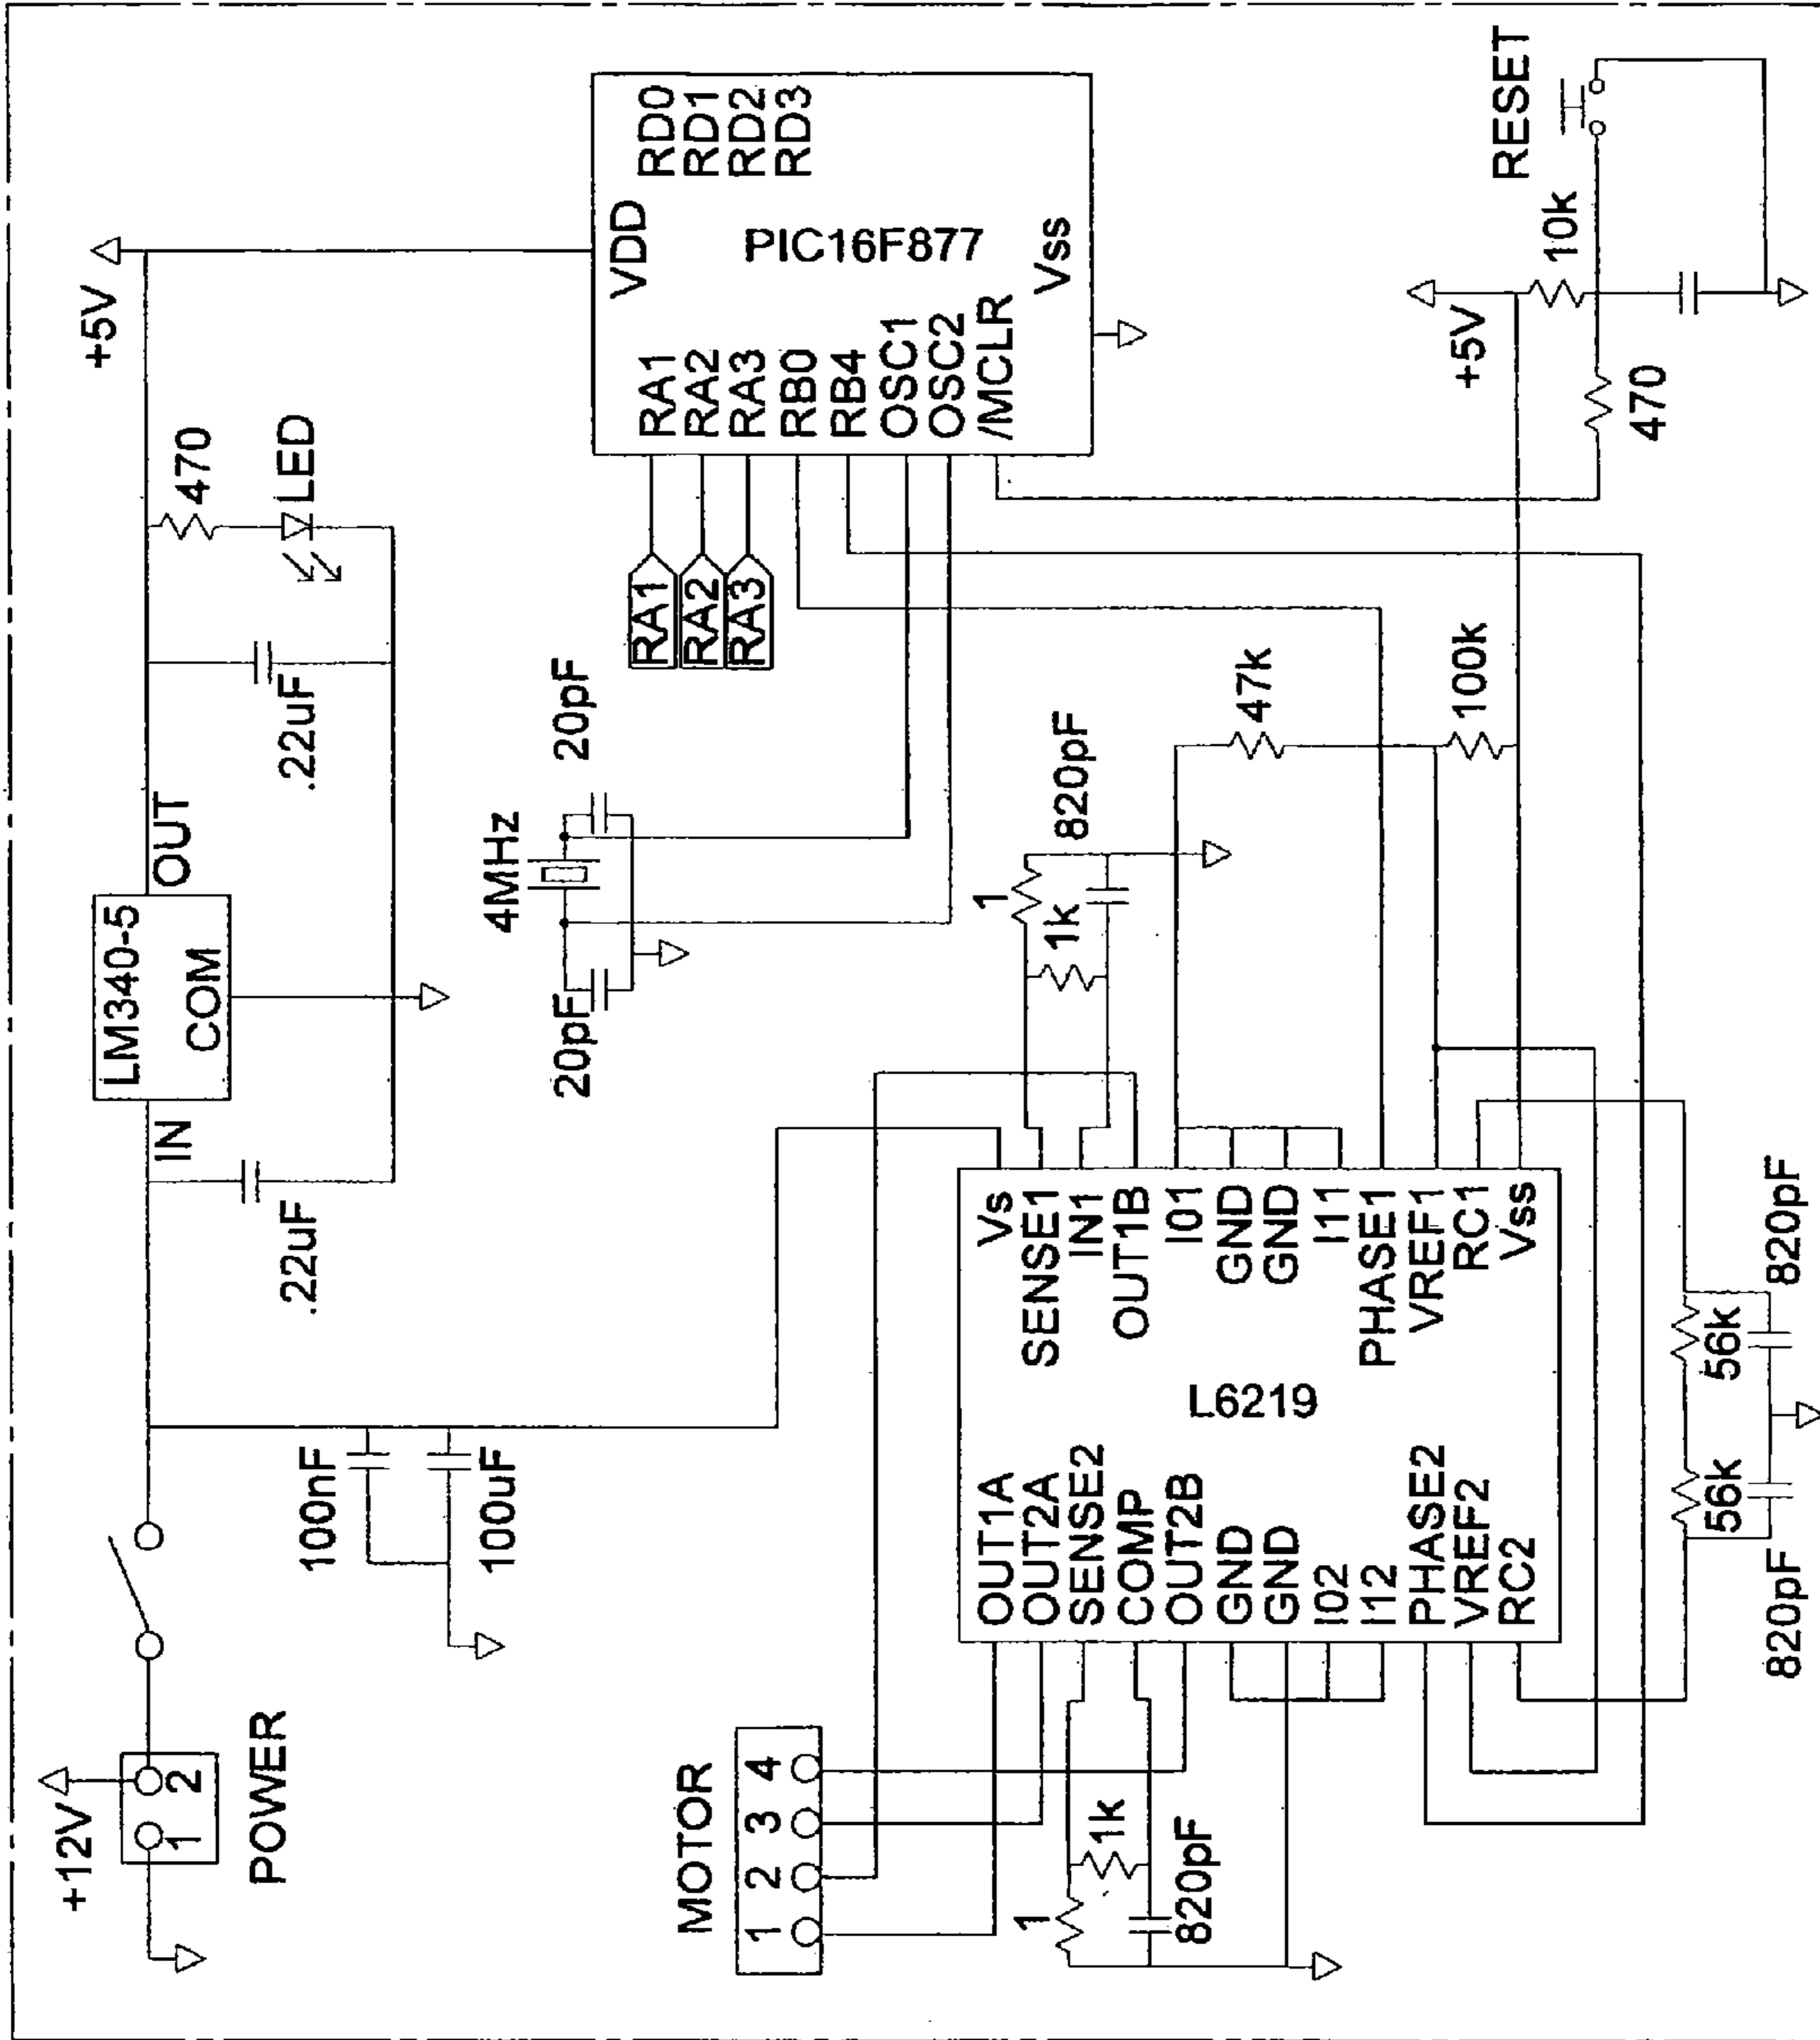 +12V
1 2
POWER
100nF
100uF
.22uF
IN
LM340-5
COM
OUT
.22uF
470
LED
+5V
4MHz
20pF
20pF
RA1
RA2
RA3
VDD
RA1
RA2
RA3
RB0
RB4
OSC1
OSC2
/MCLR
RD0
RD1
RD2
RD3
PIC16F877
Vss
MOTOR
1 2 3 4
1
1k
820pF
OUT1A
OUT2A
SENSE2
COMP
OUT2B
GND
GND
I02
I12
PHASE2
VREF2
RC2
L6219
Vs
SENSE1
IN1
OUT1B
I01
GND
GND
I11
PHASE1
VREF1
RC1
Vss
1
1k
820pF
47k
100k
+5V
470
10k
RESET
56k
56k
820pF
820pF